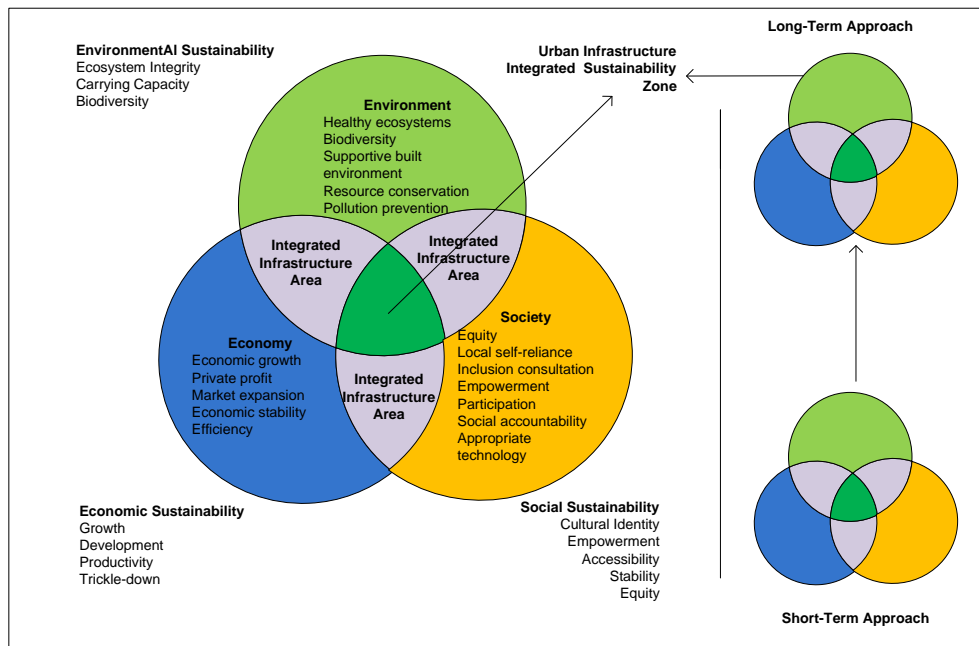 EnvironmentAI Sustainability
Ecosystem Integrity
Carrying Capacity
Biodiversity
Urban Infrastructure
Integrated Sustainability
Zone
Long-Term Approach
Environment
Healthy ecosystems
Biodiversity
Supportive built
environment
Resource conservation
Pollution prevention
Integrated
Infrastructure
Area
Integrated
Infrastructure
Area
Economy
Economic growth
Private profit
Market expansion
Economic stability
Efficiency
Integrated
Infrastructure
Area
Society
Equity
Local self-reliance
Inclusion consultation
Empowerment
Participation
Social accountability
Appropriate
technology
Economic Sustainability
Growth
Development
Productivity
Trickle-down
Social Sustainability
Cultural Identity
Empowerment
Accessibility
Stability
Equity
Short-Term Approach